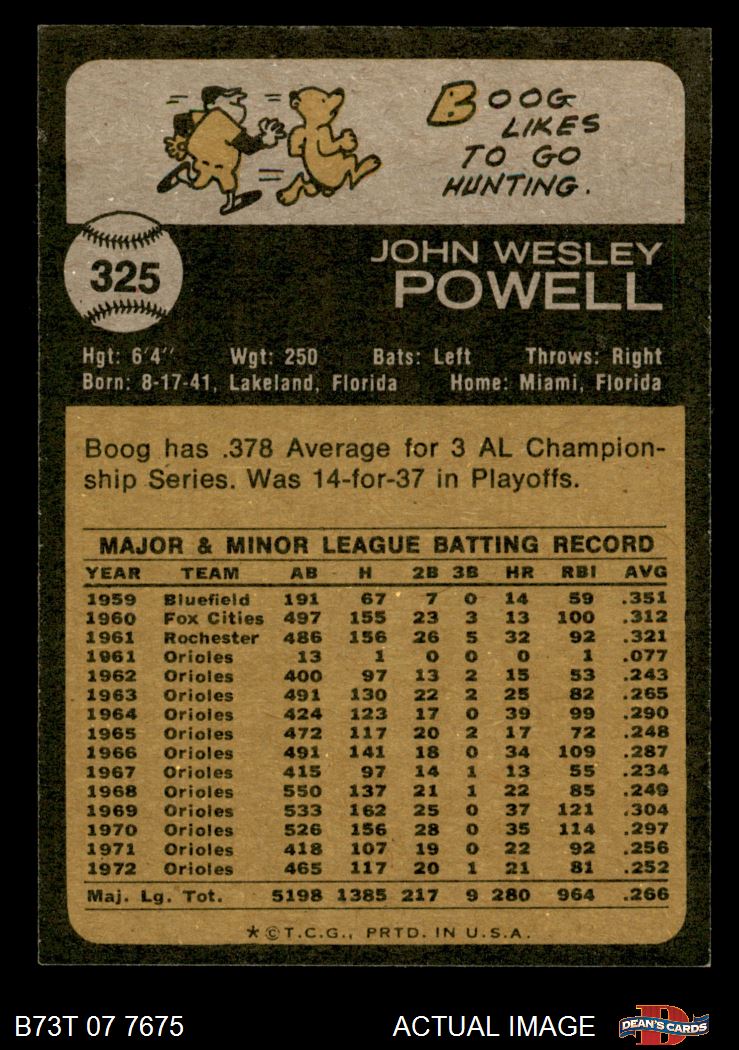 BOOG
LIKES
TO GO
HUNTING.
325
JOHN WESLEY
POWELL
Hgt: 6'4" Wgt: 250 Bats: Left Throws: Right
Born: 8-17-41, Lakeland, Florida Home: Miami, Florida
Boog has .378 Average for 3 AL Champion-
ship Series. Was 14-for-37 in Playoffs.
MAJOR & MINOR LEAGUE BATTING RECORD
YEAR TEAM AB H 2B 3B HR RBI AVG
1959 Bluefield 191 67 7 0 14 59 .351
1960 Fox Cities 497 155 23 3 13 100 .312
1961 Rochester 486 156 26 5 32 92 .321
1961 Orioles 13 1 0 0 0 1 .077
1962 Orioles 400 97 13 2 15 53 .243
1963 Orioles 491 130 22 2 25 82 .265
1964 Orioles 424 123 17 0 39 99 .290
1965 Orioles 472 117 20 2 17 72 .248
1966 Orioles 491 141 18 0 34 109 .287
1967 Orioles 415 97 14 1 13 55 .234
1968 Orioles 550 137 21 1 22 85 .249
1969 Orioles 533 162 25 0 37 121 .304
1970 Orioles 526 156 28 0 35 114 .297
1971 Orioles 418 107 19 0 22 92 .256
1972 Orioles 465 117 20 1 21 81 .252
Maj. Lg. Tot. 5198 1385 217 9 280 964 .266
*©T.C.G., PRTD. IN U.S.A.
B73T 07 7675 ACTUAL IMAGE
D
DEAN'S CARDS